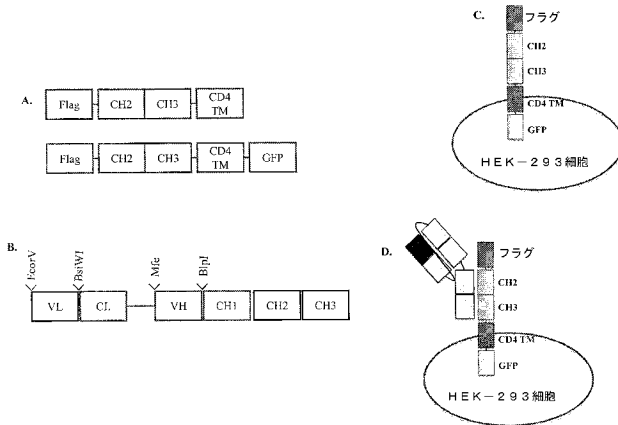 A.
Flag CH2 CH3 CD4 TM
Flag CH2 CH3 CD4 TM GFP
B.
EcorV BsiWI Mfe BlpI
VL CL VH CH1 CH2 CH3
C.
フラグ
CH2
CH3
CD4 TM
GFP
HEK-293細胞
D.
フラグ
CH2
CH3
CD4 TM
GFP
HEK-293細胞